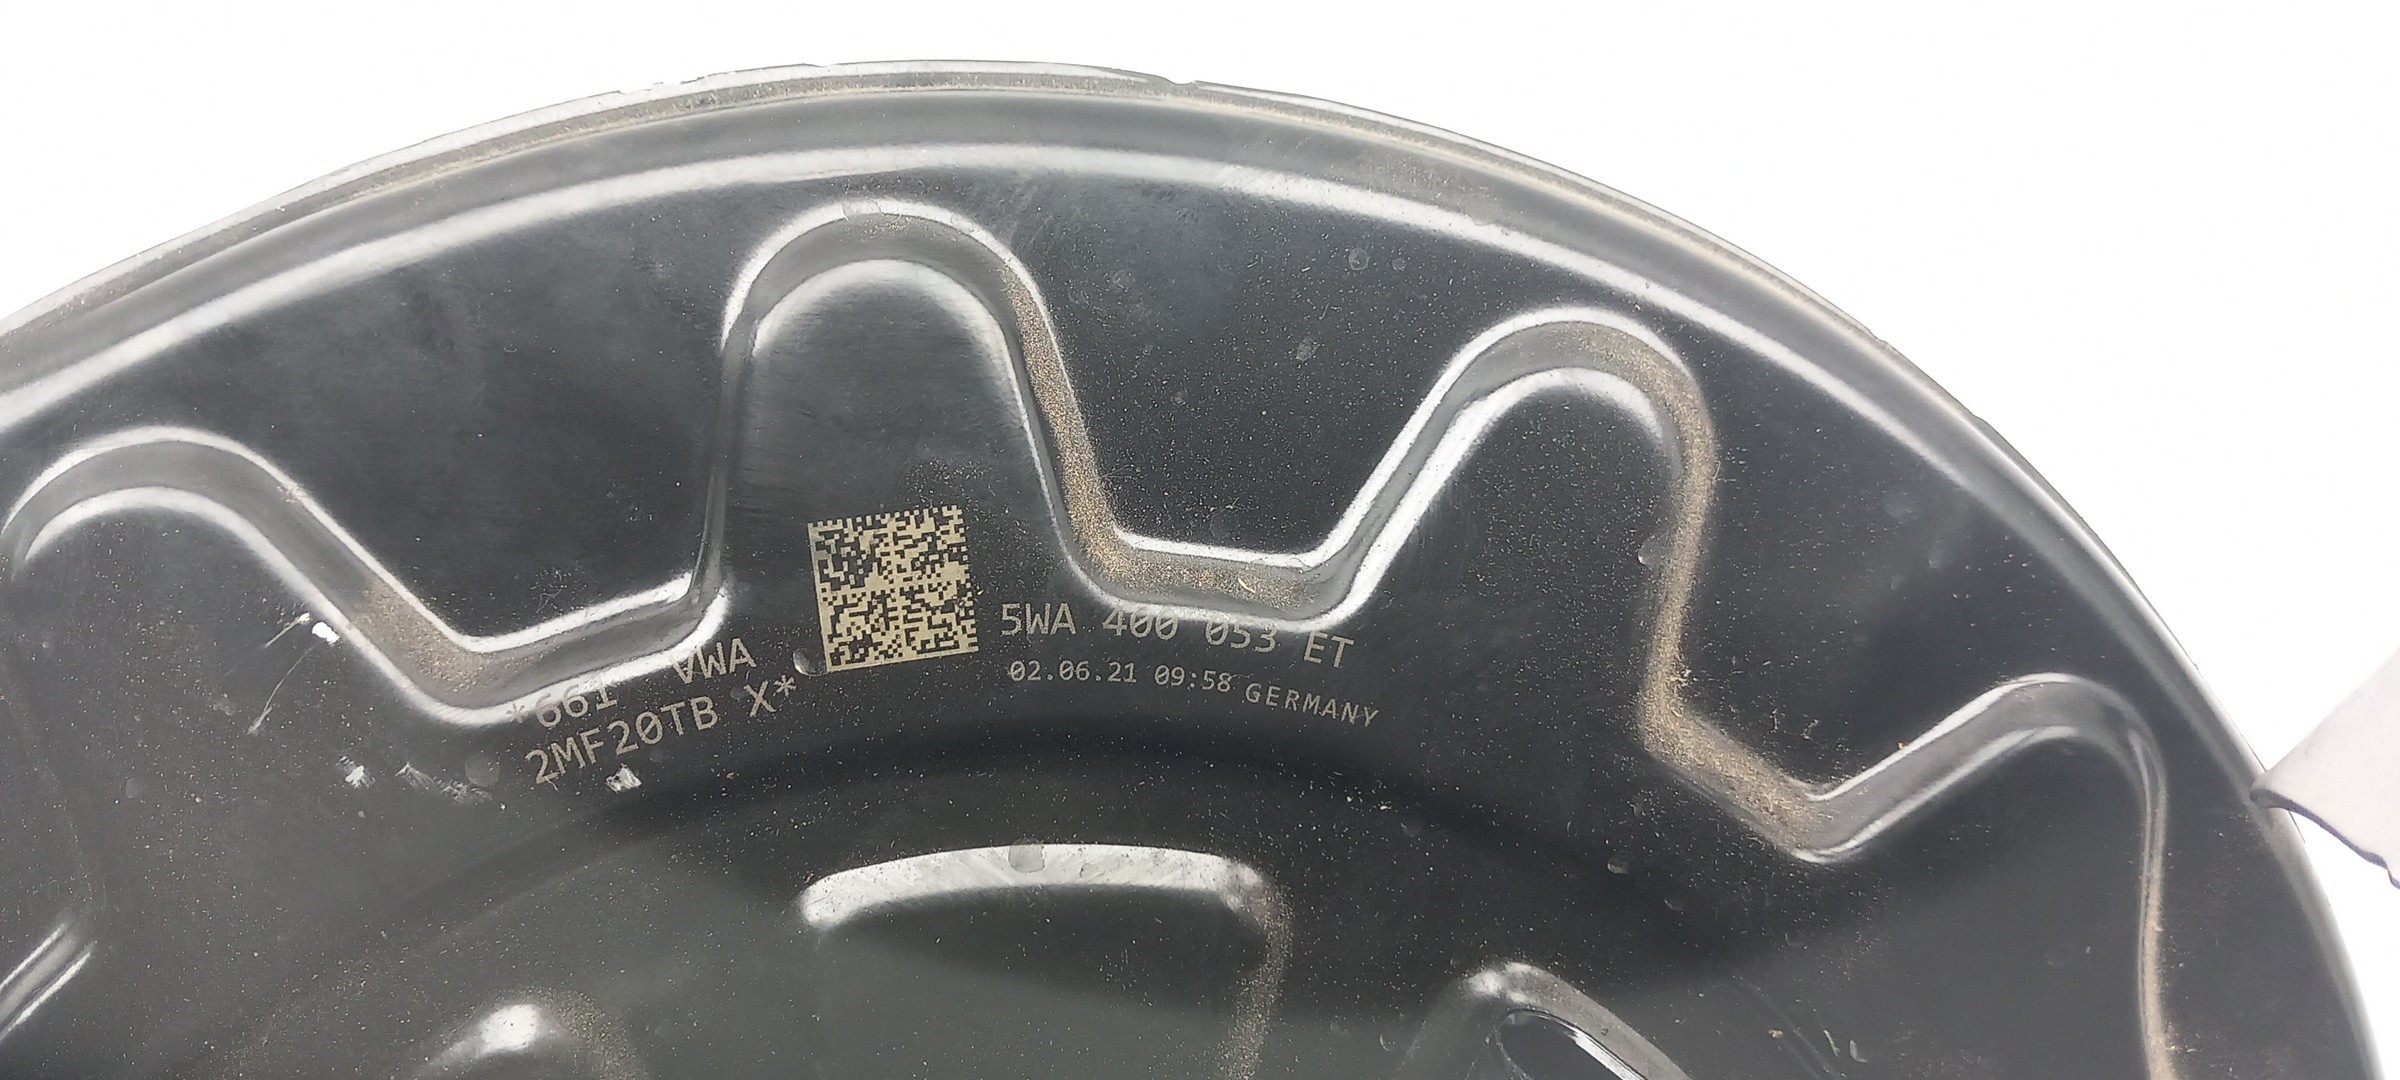 *661 VWA
2MF20TB X*
5WA 400 053 ET
02.06.21 09:58 GERMANY